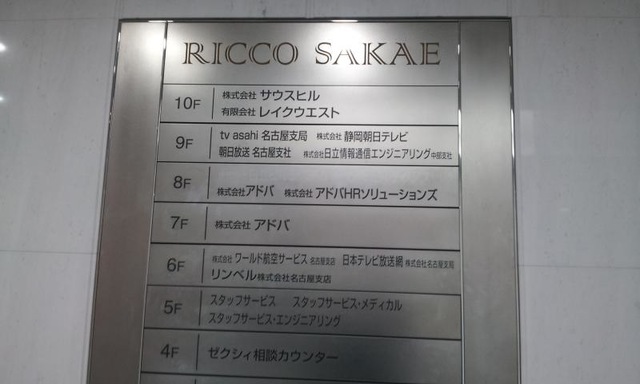 RICCO SAKAE
10F 株式会社 サウスヒル
有限会社 レイクウエスト
9F tv asahi 名古屋支局 株式会社 静岡朝日テレビ
朝日放送 名古屋支社 株式会社 日立情報通信エンジニアリング 中部支社
8F 株式会社 アドバ 株式会社 アドバHRソリューションズ
7F 株式会社 アドバ
6F 株式会社 ワールド航空サービス 名古屋支店 日本テレビ放送網 株式会社 名古屋支局
リンベル 株式会社 名古屋支店
5F スタッフサービス スタッフサービス・メディカル
スタッフサービス・エンジニアリング
4F ゼクシィ相談カウンター